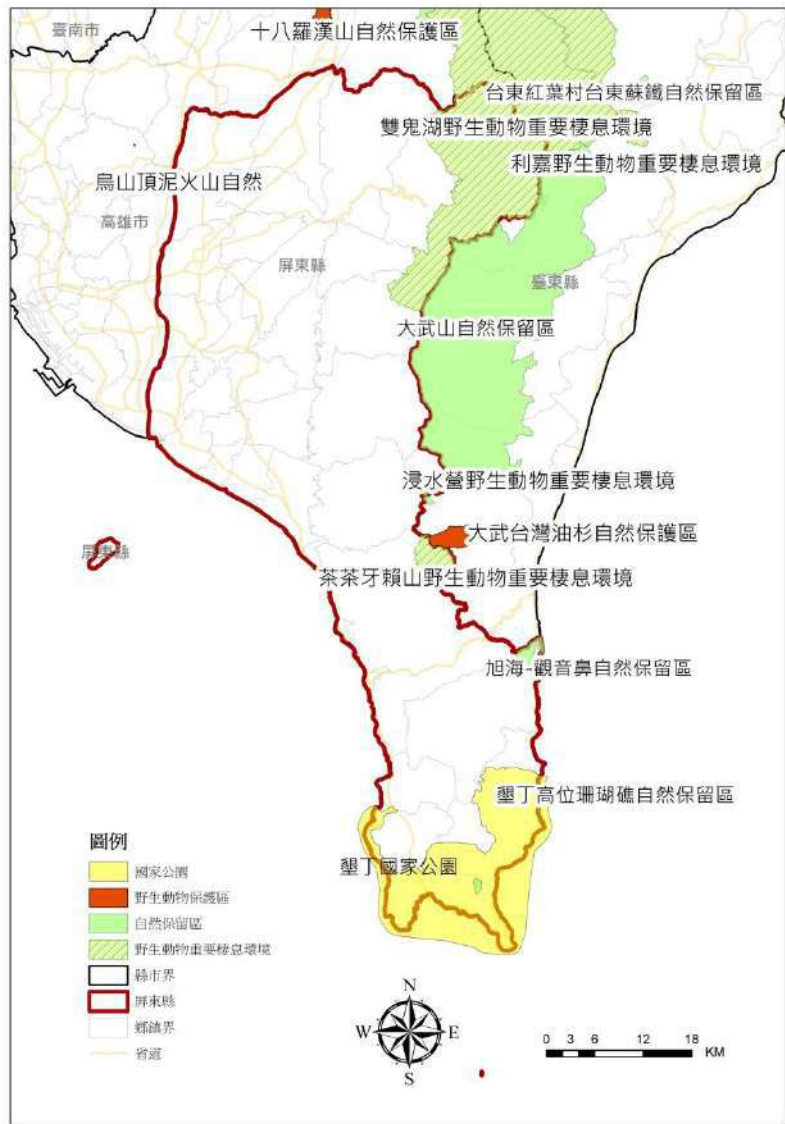 臺南市
十八羅漢山自然保護區
台東紅葉村台東蘇鐵自然保留區
雙鬼湖野生動物重要棲息環境
利嘉野生動物重要棲息環境
烏山頂泥火山自然
高雄市
屏東縣
臺東縣
大武山自然保留區
浸水營野生動物重要棲息環境
大武台灣油杉自然保護區
屏東縣
茶茶牙賴山野生動物重要棲息環境
旭海-觀音鼻自然保留區
墾丁高位珊瑚礁自然保留區
墾丁國家公園
圖例
國家公園
野生動物保護區
自然保留區
野生動物重要棲息環境
縣市界
屏東縣
鄉鎮界
省道
N
W E
S
0 3 6 12 18
KM